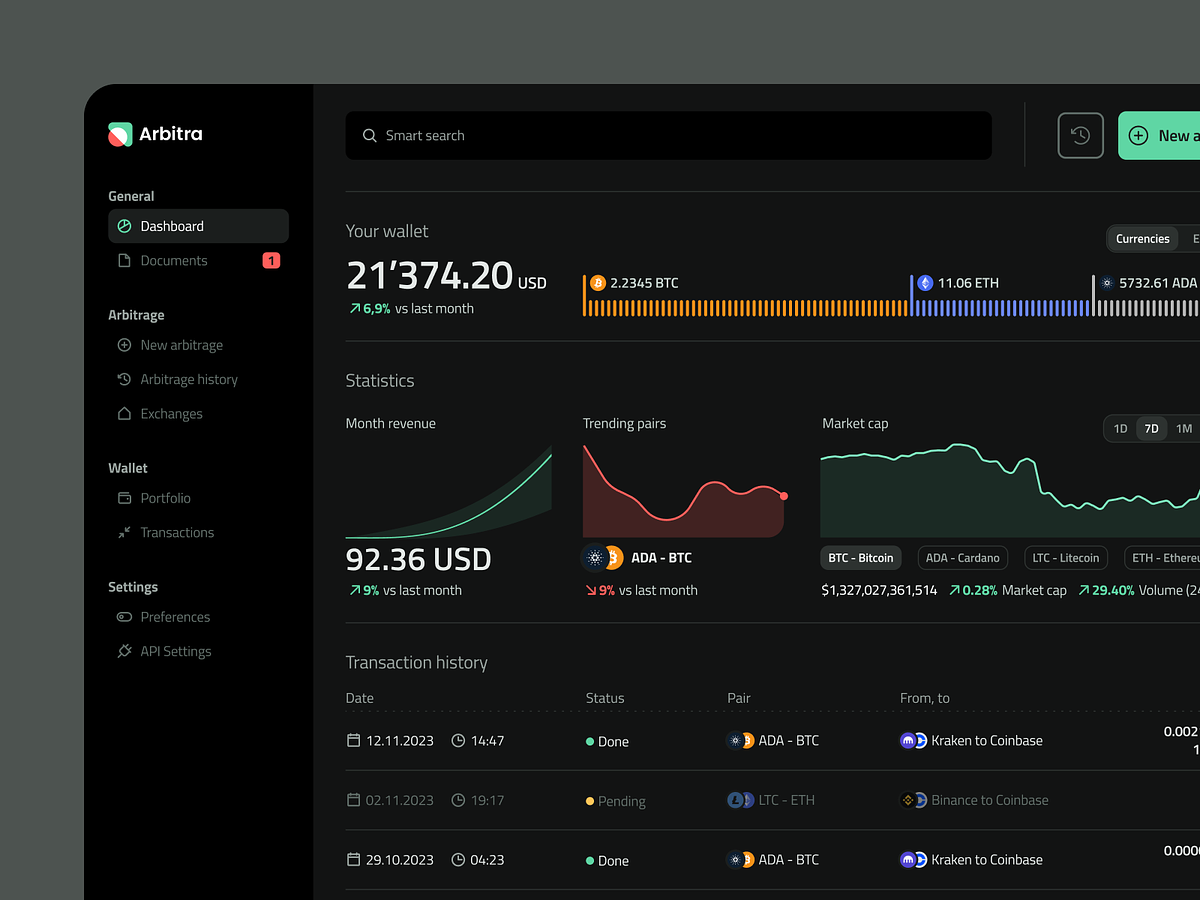 Arbitra
Smart search
New a
General
Dashboard
Documents 1
Arbitrage
New arbitrage
Arbitrage history
Exchanges
Wallet
Portfolio
Transactions
Settings
Preferences
API Settings
Your wallet
Currencies E
21’374.20 USD
6,9% vs last month
2.2345 BTC 11.06 ETH 5732.61 ADA
Statistics
Month revenue
92.36 USD
9% vs last month
Trending pairs
ADA - BTC
9% vs last month
Market cap
1D 7D 1M
BTC - Bitcoin ADA - Cardano LTC - Litecoin ETH - Ethereu
$1,327,027,361,514 0.28% Market cap 29.40% Volume (24
Transaction history
Date Status Pair From, to
12.11.2023 14:47 Done ADA - BTC Kraken to Coinbase 0.002
1
02.11.2023 19:17 Pending LTC - ETH Binance to Coinbase
29.10.2023 04:23 Done ADA - BTC Kraken to Coinbase 0.000